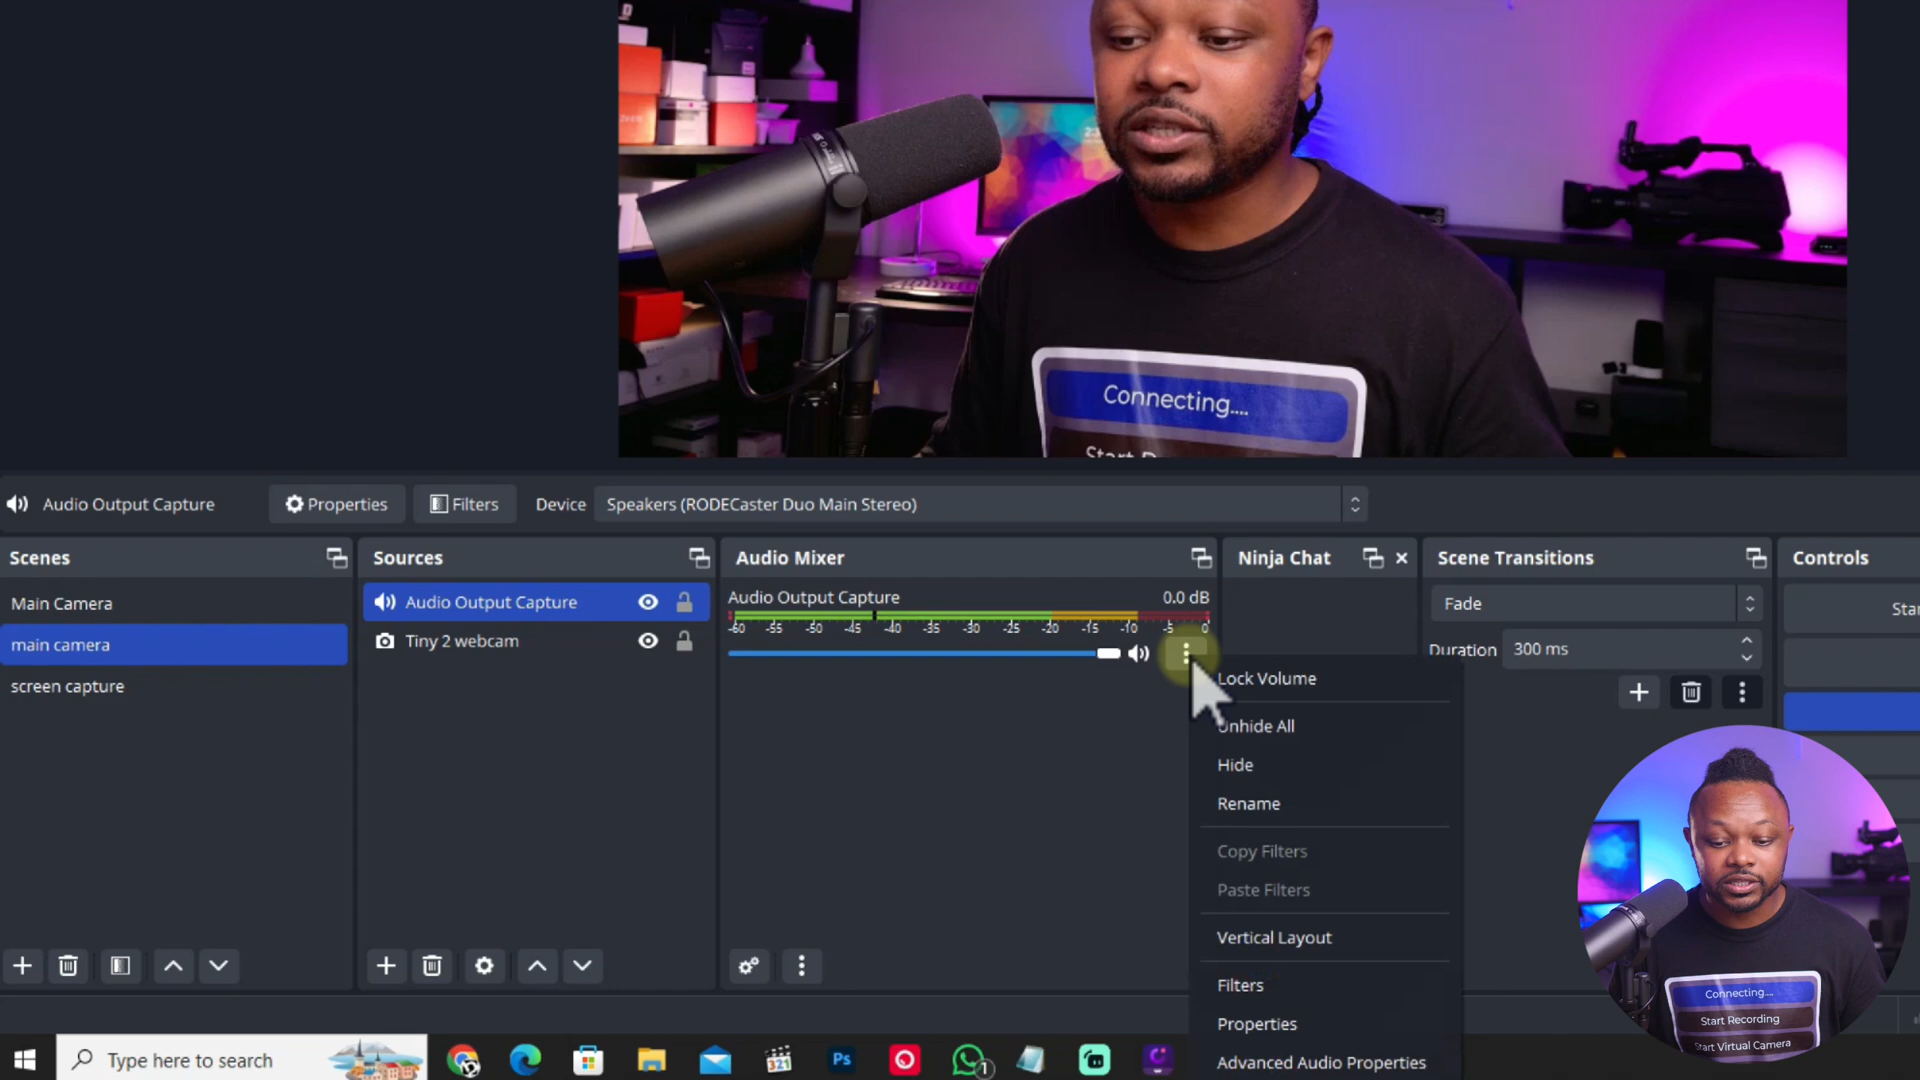 Connecting....
Audio Output Capture
Properties
Filters
Device
Speakers (RODECaster Duo Main Stereo)
Scenes
Sources
Audio Mixer
Ninja Chat
Scene Transitions
Controls
Main Camera
main camera
screen capture
Audio Output Capture
Tiny 2 webcam
Audio Output Capture
0.0 dB
-60 -55 -50 -45 -40 -35 -30 -25 -20 -15 -10 -5 0
Fade
Duration
300 ms
Lock Volume
Unhide All
Hide
Rename
Copy Filters
Paste Filters
Vertical Layout
Filters
Properties
Advanced Audio Properties
Connecting....
Start Recording
Start Virtual Camera
Type here to search
321
Ps
1